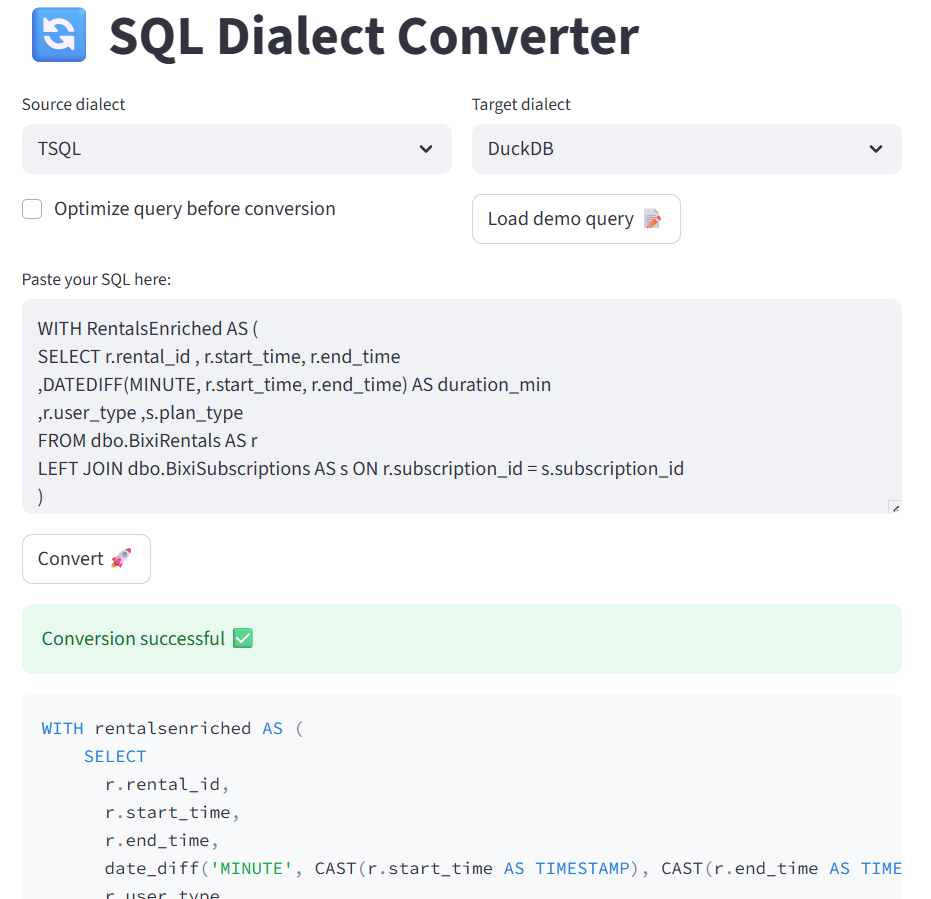 SQL Dialect Converter
Source dialect
Target dialect
TSQL
DuckDB
Optimize query before conversion
Load demo query
Paste your SQL here:
WITH RentalsEnriched AS (
SELECT r.rental_id , r.start_time, r.end_time
,DATEDIFF(MINUTE, r.start_time, r.end_time) AS duration_min
,r.user_type ,s.plan_type
FROM dbo.BixiRentals AS r
LEFT JOIN dbo.BixiSubscriptions AS s ON r.subscription_id = s.subscription_id
)
Convert
Conversion successful
WITH rentalsenriched AS (
SELECT
r.rental_id,
r.start_time,
r.end_time,
date_diff('MINUTE', CAST(r.start_time AS TIMESTAMP), CAST(r.end_time AS TIME
r.user_type